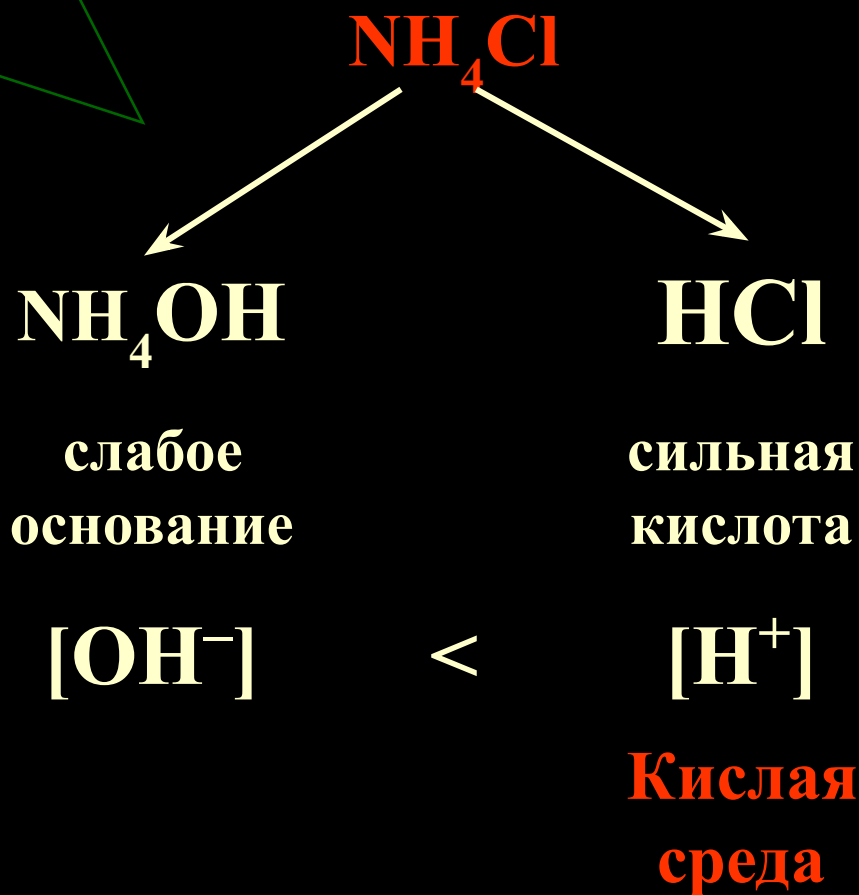 NH₄Cl
NH₄OH HCl
слабое сильная
основание кислота
[OH⁻] < [H⁺]
Кислая
среда